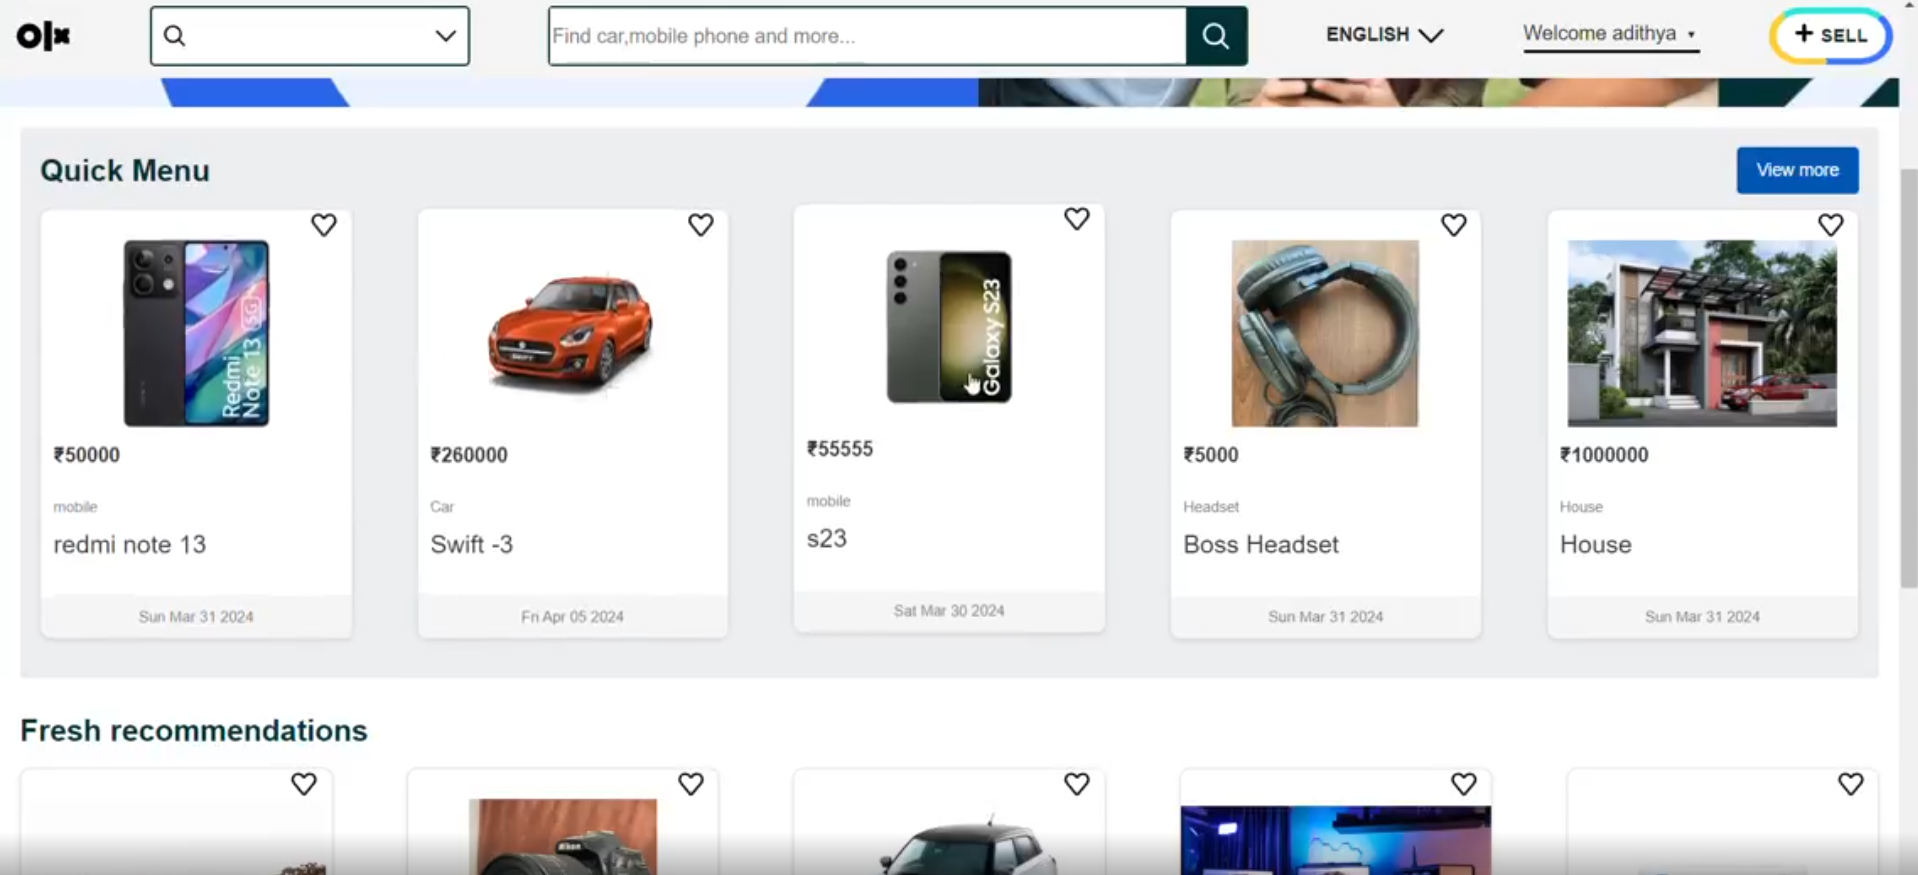 olx
Find car,mobile phone and more...
ENGLISH
Welcome adithya
+ SELL
Quick Menu
View more
Redmi
Note 13 5G
₹50000
mobile
redmi note 13
Sun Mar 31 2024
SWIFT
₹260000
Car
Swift -3
Fri Apr 05 2024
Galaxy S23
₹55555
mobile
s23
Sat Mar 30 2024
₹5000
Headset
Boss Headset
Sun Mar 31 2024
₹1000000
House
House
Sun Mar 31 2024
Fresh recommendations
Nikon